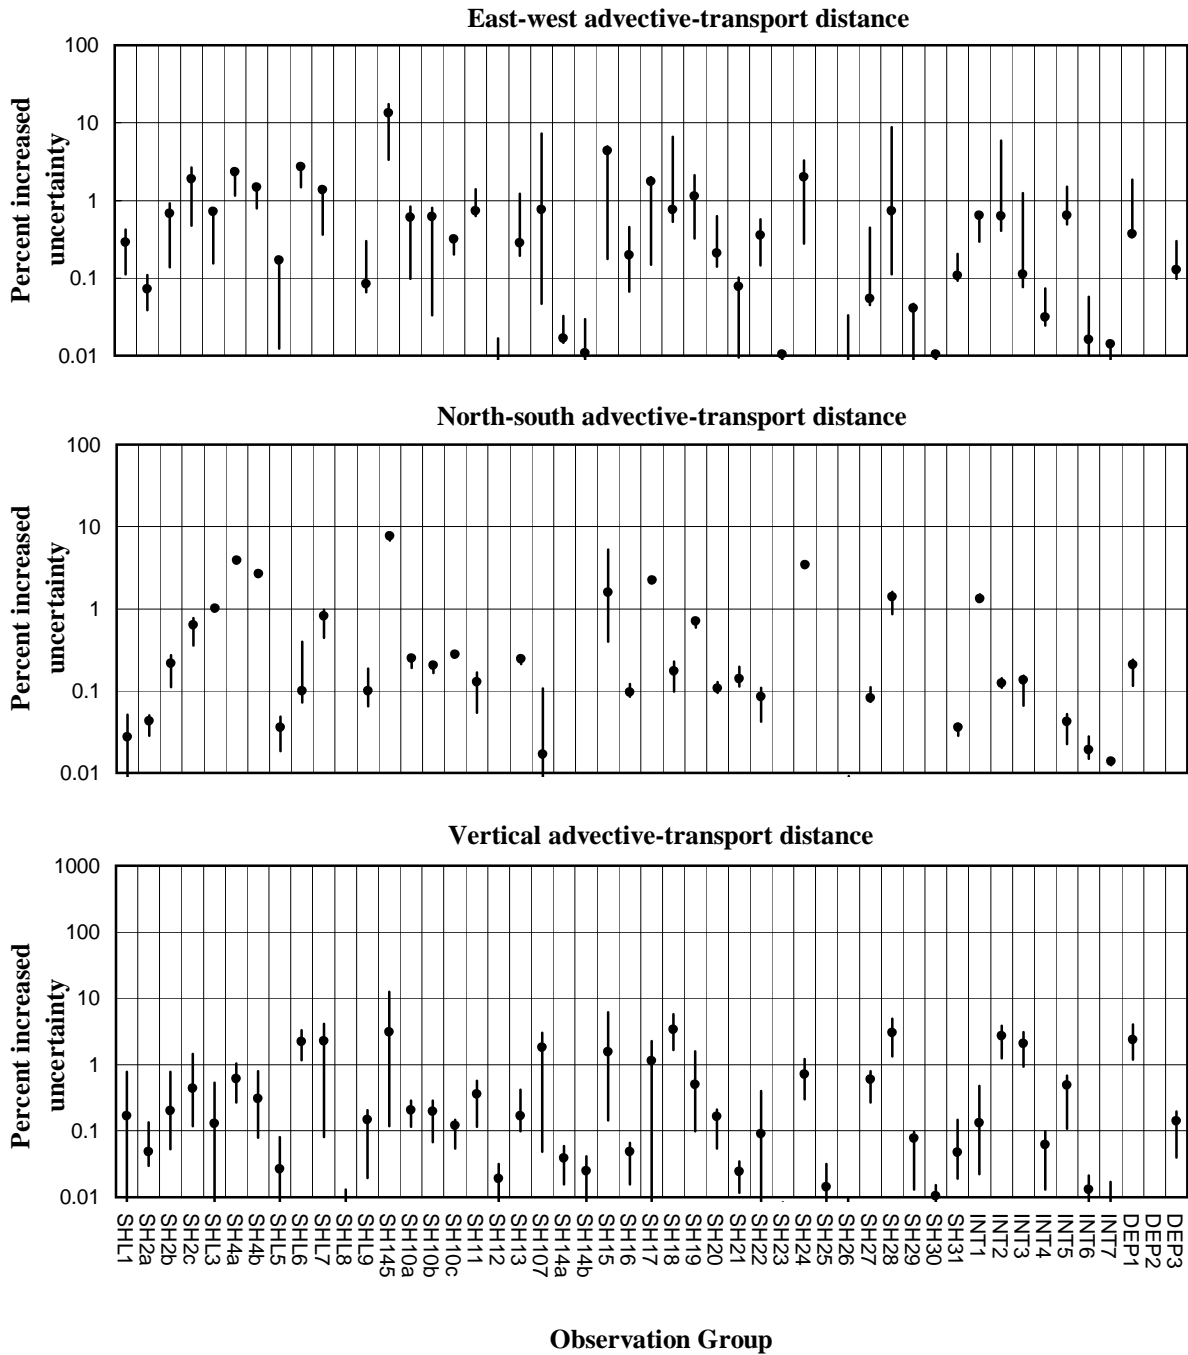 East-west advective-transport distance
Percent increased
uncertainty
100
10
1
0.1
0.01
North-south advective-transport distance
Percent increased
uncertainty
100
10
1
0.1
0.01
Vertical advective-transport distance
Percent increased
uncertainty
1000
100
10
1
0.1
0.01
SHL1
SH2a
SH2b
SH2c
SHL3
SH4a
SH4b
SHL5
SHL6
SHL7
SHL8
SHL9
SH145
SH10a
SH10b
SH10c
SH11
SH12
SH13
SH107
SH14a
SH14b
SH15
SH16
SH17
SH18
SH19
SH20
SH21
SH22
SH23
SH24
SH25
SH26
SH27
SH28
SH29
SH30
SH31
INT1
INT2
INT3
INT4
INT5
INT6
INT7
DEP1
DEP2
DEP3
Observation Group